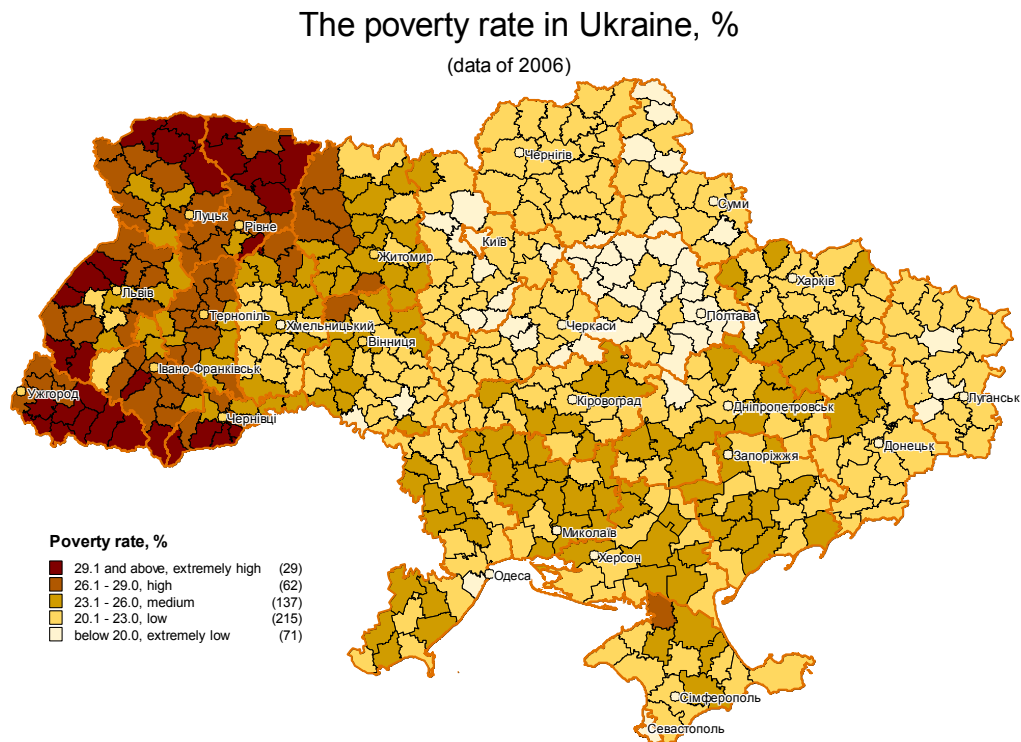 The poverty rate in Ukraine, %
(data of 2006)
Чернігів
Суми
Луцьк
Рівне
Київ
Житомир
Харків
Львів
Тернопіль
Хмельницький
Черкаси
Полтава
Вінниця
Івано-Франківськ
Ужгород
Кіровоград
Луганськ
Дніпропетровськ
Чернівці
Донецьк
Запоріжжя
Миколаїв
Херсон
Одеса
Сімферополь
Севастополь
Poverty rate, %
29.1 and above, extremely high (29)
26.1 - 29.0, high (62)
23.1 - 26.0, medium (137)
20.1 - 23.0, low (215)
below 20.0, extremely low (71)